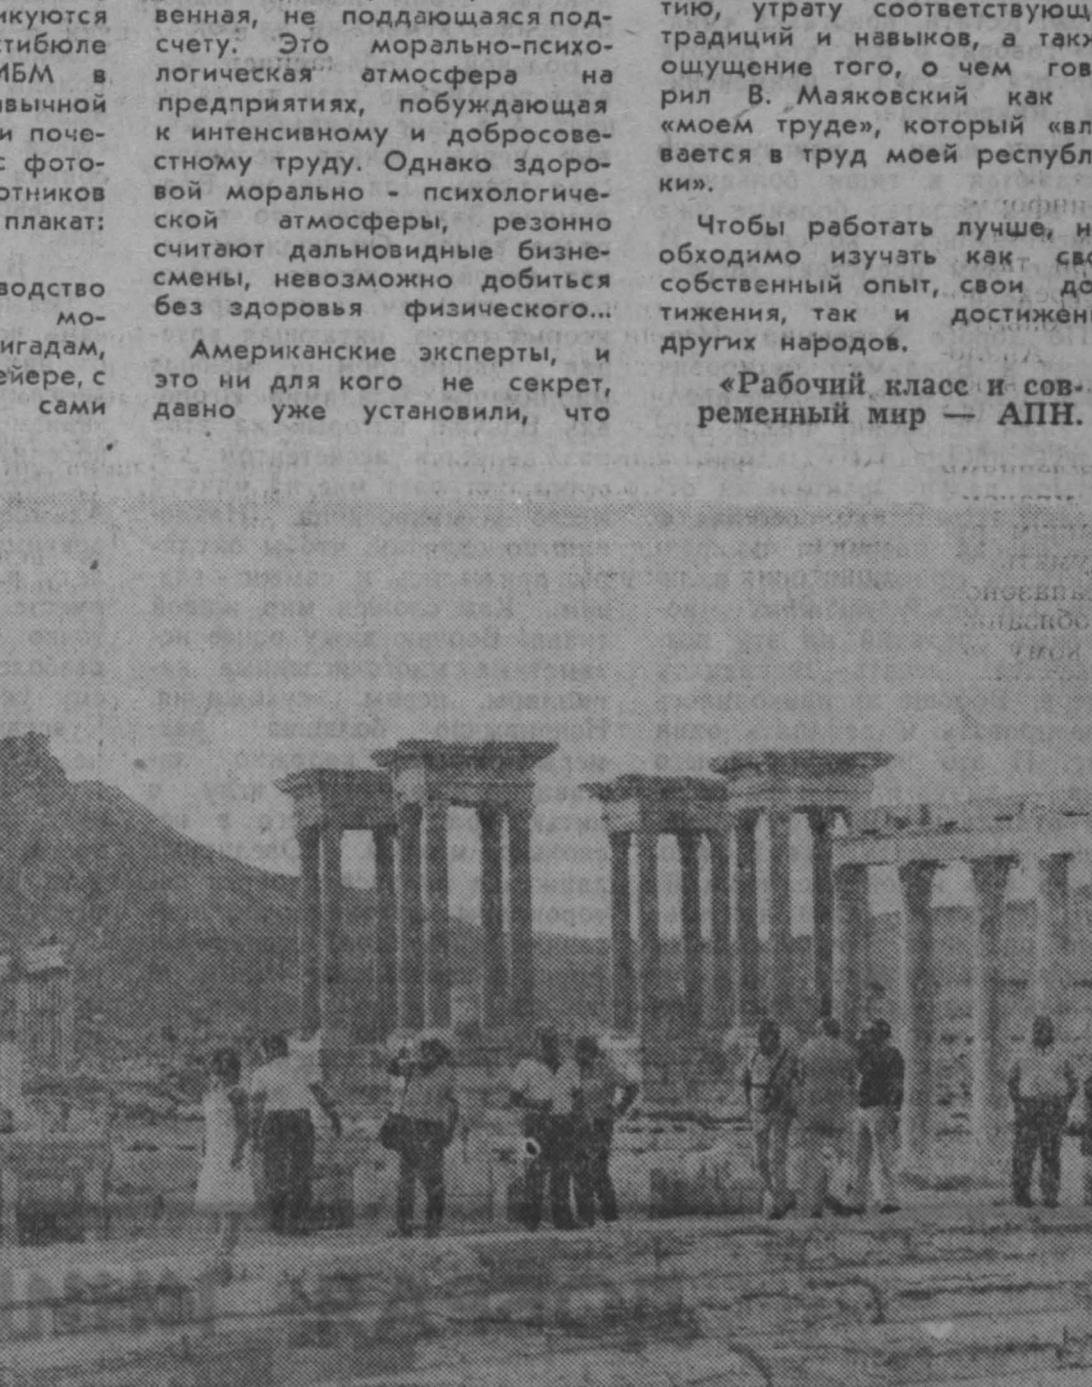 икуются
стибюле
ИБМ в
авычной
и поче-
с фото-
отников
плакат:
водство
мо-
игадам,
ейере, с
сами
венная, не поддающаяся под-
счету. Это морально-психо-
логическая атмосфера на
предприятиях, побуждающая
к интенсивному и добросове-
стному труду. Однако здоро-
вой морально - психологиче-
ской атмосферы, резонно
считают дальновидные бизне-
смены, невозможно добиться
без здоровья физического...
Американские эксперты, и
это ни для кого не секрет,
давно уже установили, что
тию, утрату соответствующ
традиций и навыков, а такж
ощущение того, о чем гов
рил В. Маяковский как
«моем труде», который «вл
вается в труд моей республ
ки».
Чтобы работать лучше, н
обходимо изучать как сво
собственный опыт, свои до
тижения, так и достижен
других народов.
«Рабочий класс и сов-
ременный мир — АПН.